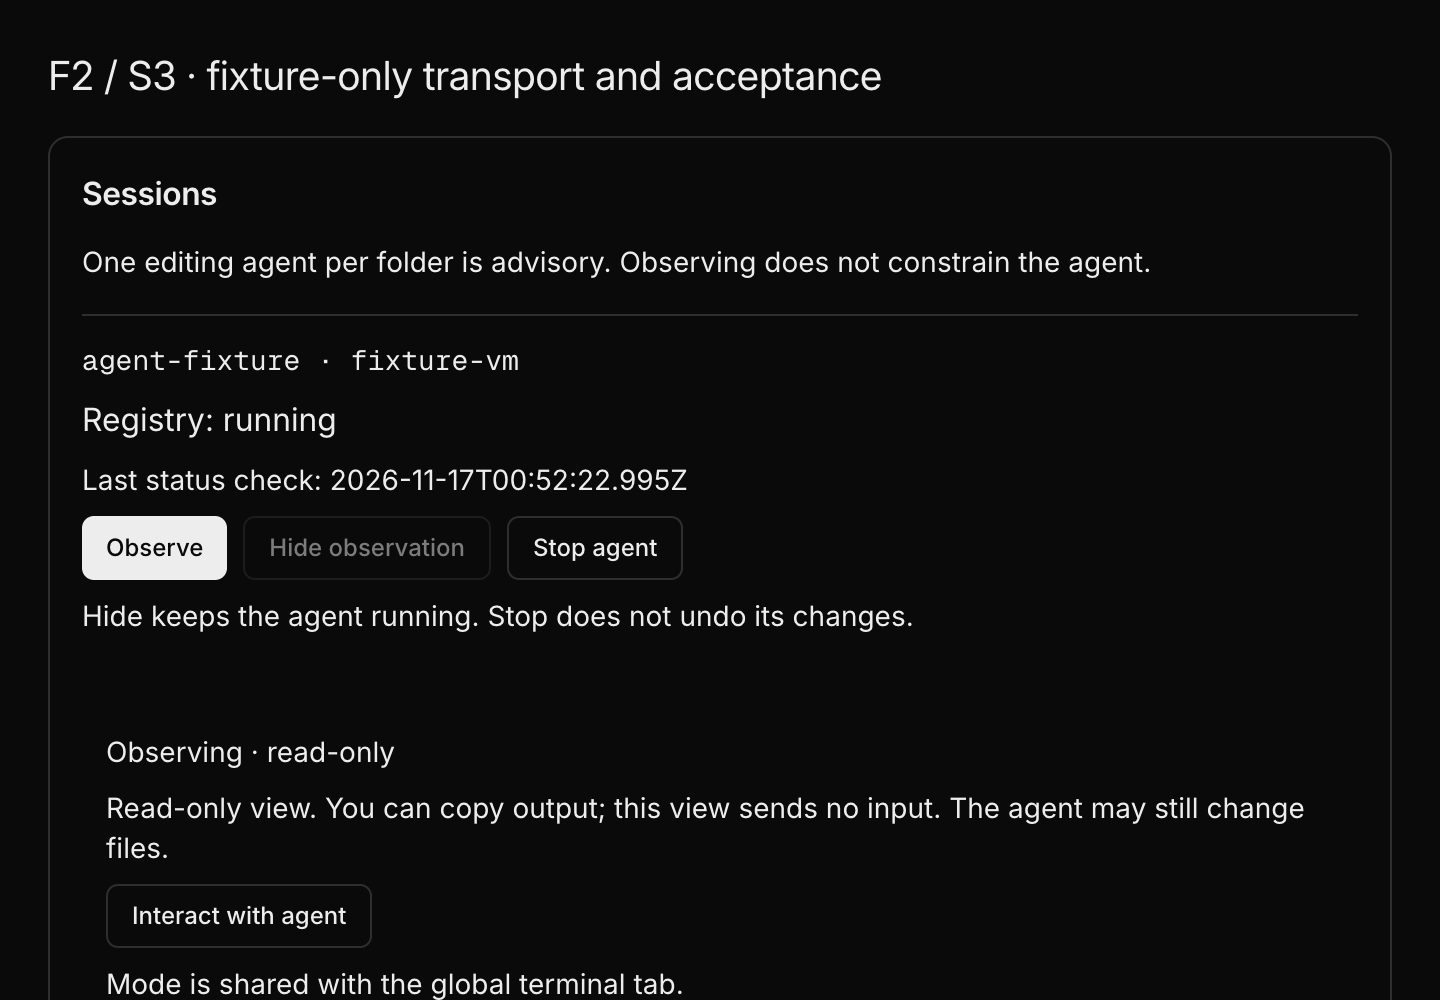 F2 / S3 · fixture-only transport and acceptance
Sessions
One editing agent per folder is advisory. Observing does not constrain the agent.
agent-fixture · fixture-vm
Registry: running
Last status check: 2026-11-17T00:52:22.995Z
Observe
Hide observation
Stop agent
Hide keeps the agent running. Stop does not undo its changes.
Observing · read-only
Read-only view. You can copy output; this view sends no input. The agent may still change
files.
Interact with agent
Mode is shared with the global terminal tab.